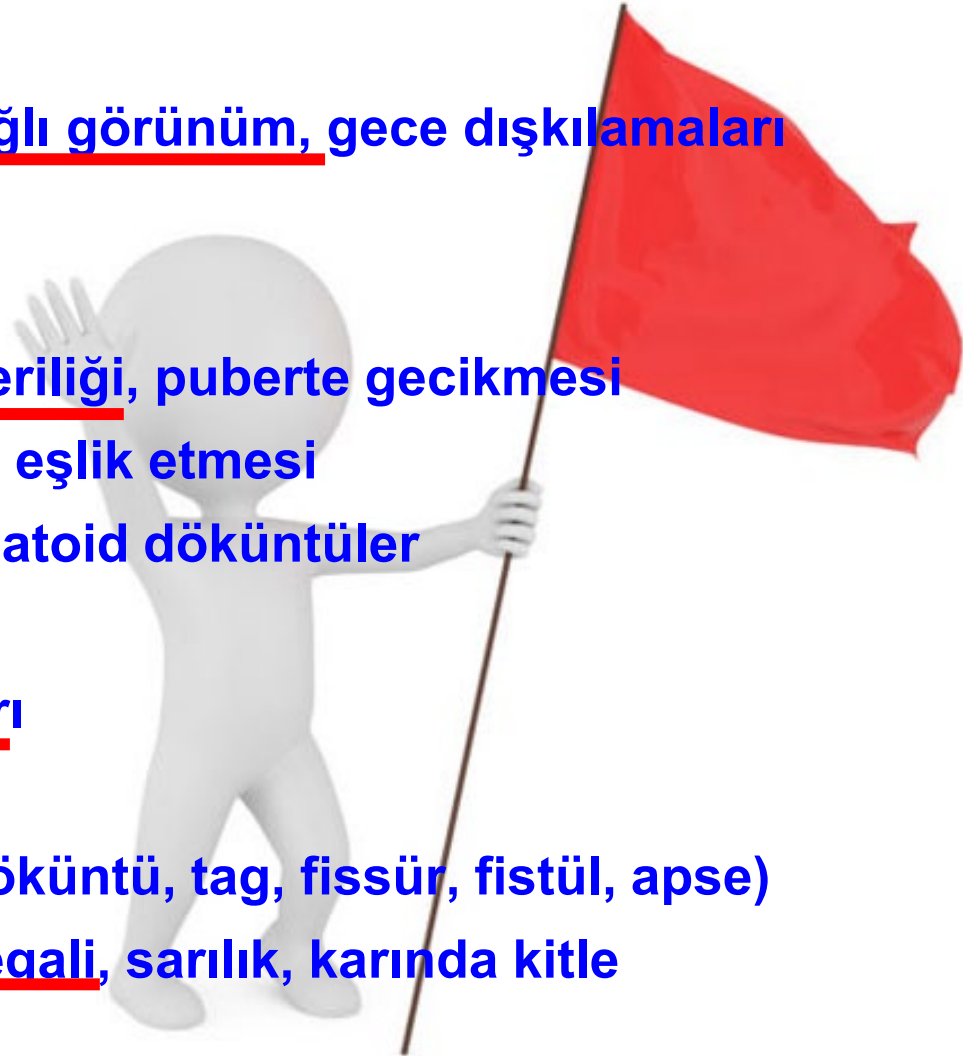 ğlı görünüm, gece dışkılamaları
eriliği, puberte gecikmesi
eşlik etmesi
atoid döküntüler
rı
öküntü, tag, fissür, fistül, apse)
egali, sarılık, karında kitle